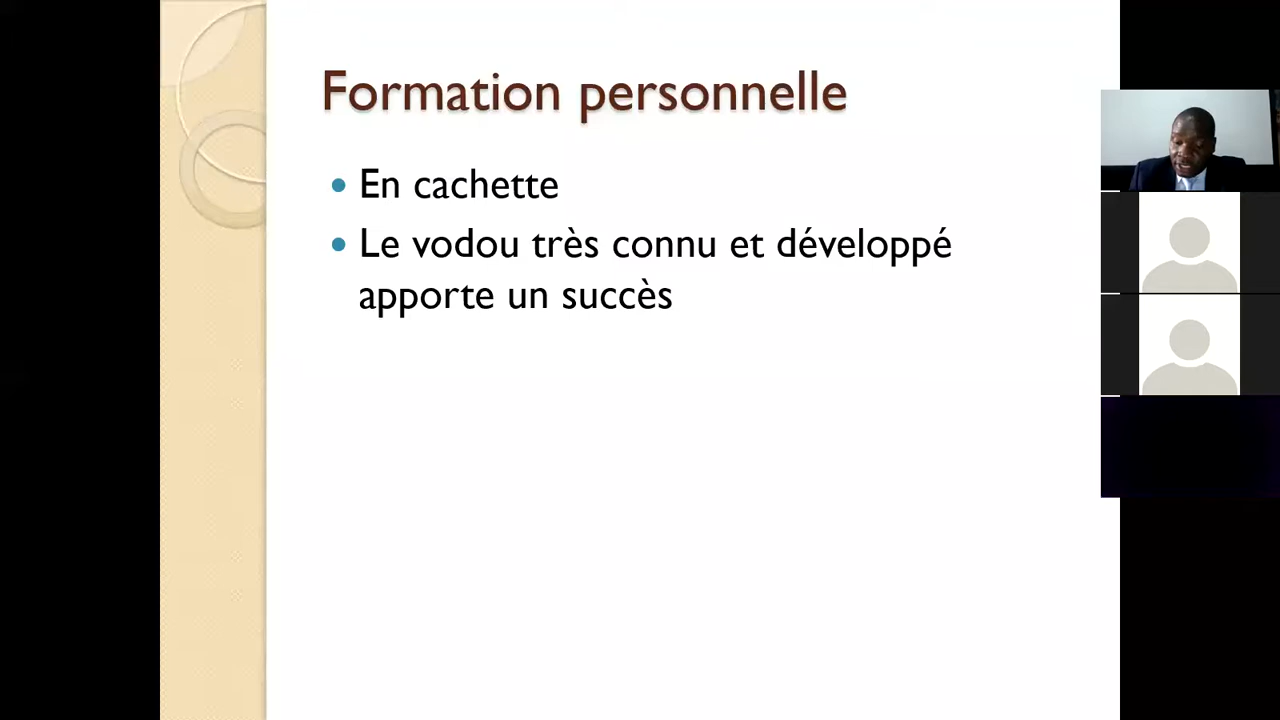 Formation personnelle
En cachette
Le vodou très connu et développé
apporte un succès